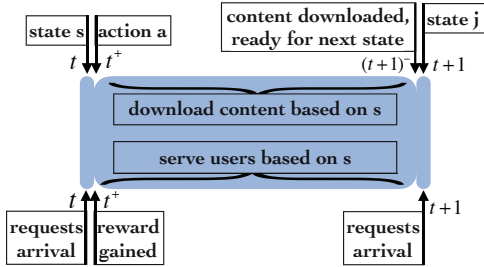 state s
action a
content downloaded,
ready for next state
state j
t
t⁺
(t+1)⁻
t+1
download content based on s
serve users based on s
t
t⁺
t+1
requests
arrival
reward
gained
requests
arrival